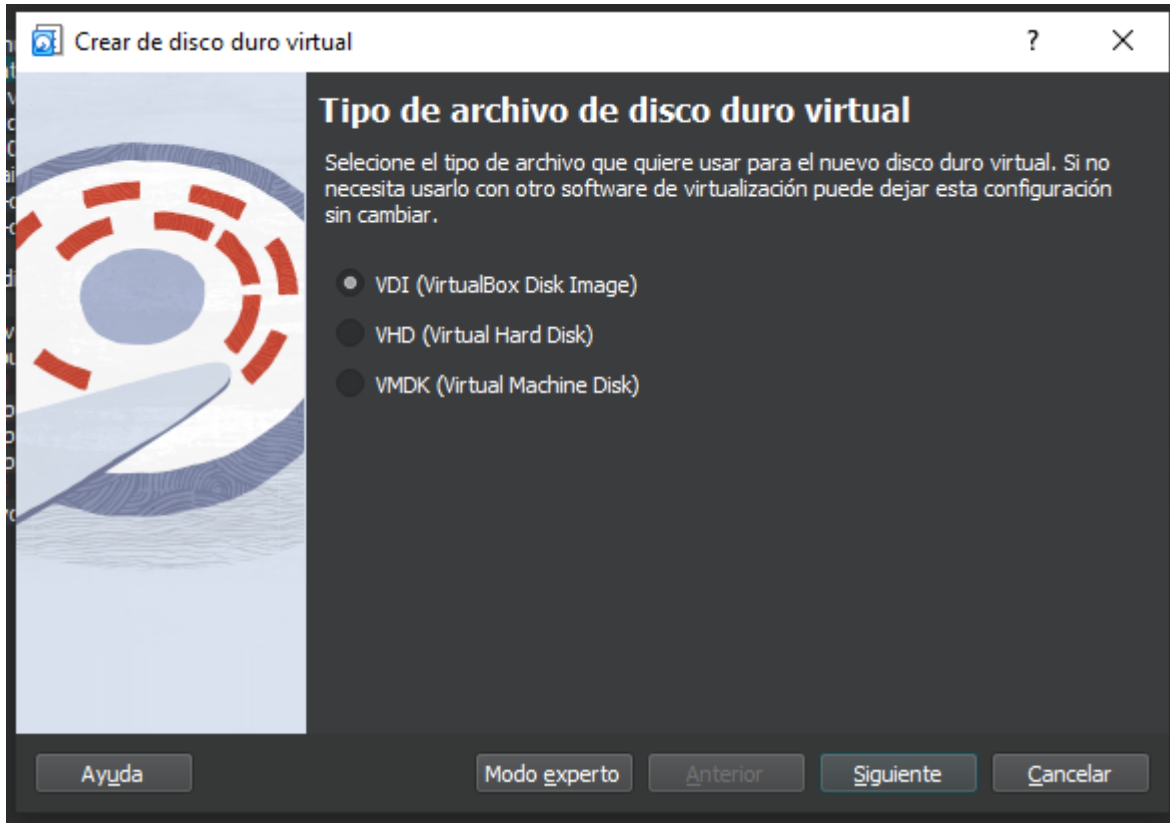 Crear de disco duro virtual
?
Tipo de archivo de disco duro virtual
Selecione el tipo de archivo que quiere usar para el nuevo disco duro virtual. Si no
necesita usarlo con otro software de virtualización puede dejar esta configuración
sin cambiar.
VDI (VirtualBox Disk Image)
VHD (Virtual Hard Disk)
VMDK (Virtual Machine Disk)
Ayuda
Modo experto
Anterior
Siguiente
Cancelar